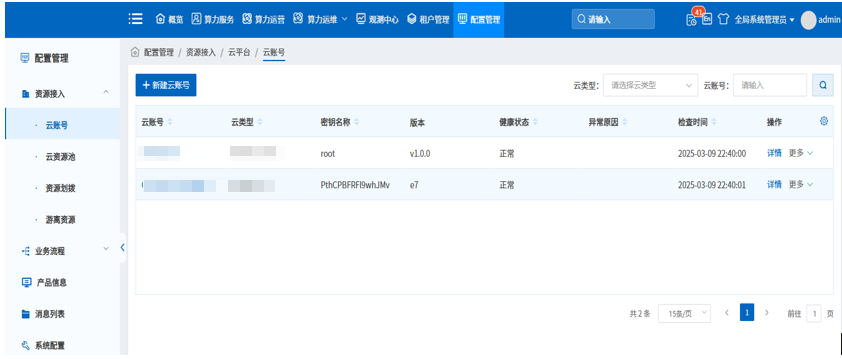 概览 算力服务 算力运营 算力运维 观测中心 租户管理 配置管理 请输入 41 En 全局系统管理员 admin
配置管理
资源接入
云账号
云资源池
资源划拨
游离资源
业务流程
产品信息
消息列表
系统配置
配置管理 / 资源接入 / 云平台 / 云账号
+ 新建云账号 云类型: 请选择云类型 云账号: 请输入
云账号 云类型 密钥名称 版本 健康状态 异常原因 检查时间 操作
root v1.0.0 正常 2025-03-09 22:40:00 详情 更多
PthCPBFRFI9whJMv e7 正常 2025-03-09 22:40:01 详情 更多
共 2 条 15条/页 1 前往 1 页